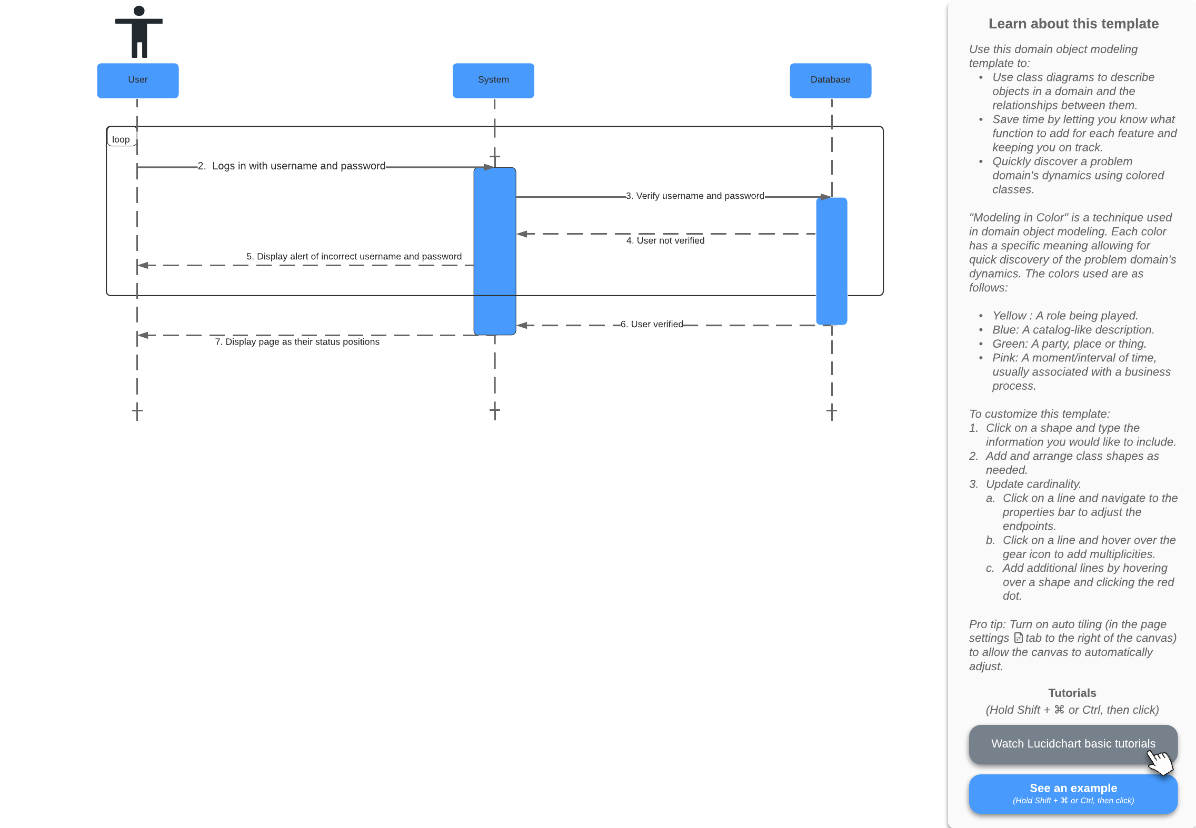 User
System
Database
loop
2.  Logs in with username and password
3. Verify username and password
4. User not verified
5. Display alert of incorrect username and password
6. User verified
7. Display page as their status positions
Learn about this template
Use this domain object modeling
template to:
• Use class diagrams to describe
objects in a domain and the
relationships between them.
• Save time by letting you know what
function to add for each feature and
keeping you on track.
• Quickly discover a problem
domain's dynamics using colored
classes.
"Modeling in Color" is a technique used
in domain object modeling. Each color
has a specific meaning allowing for
quick discovery of the problem domain's
dynamics. The colors used are as
follows:
• Yellow : A role being played.
• Blue: A catalog-like description.
• Green: A party, place or thing.
• Pink: A moment/interval of time,
usually associated with a business
process.
To customize this template:
1. Click on a shape and type the
information you would like to include.
2. Add and arrange class shapes as
needed.
3. Update cardinality.
a. Click on a line and navigate to the
properties bar to adjust the
endpoints.
b. Click on a line and hover over the
gear icon to add multiplicities.
c. Add additional lines by hovering
over a shape and clicking the red
dot.
Pro tip: Turn on auto tiling (in the page
settings tab to the right of the canvas)
to allow the canvas to automatically
adjust.
Tutorials
(Hold Shift + ⌘ or Ctrl, then click)
Watch Lucidchart basic tutorials
See an example
(Hold Shift + ⌘ or Ctrl, then click)